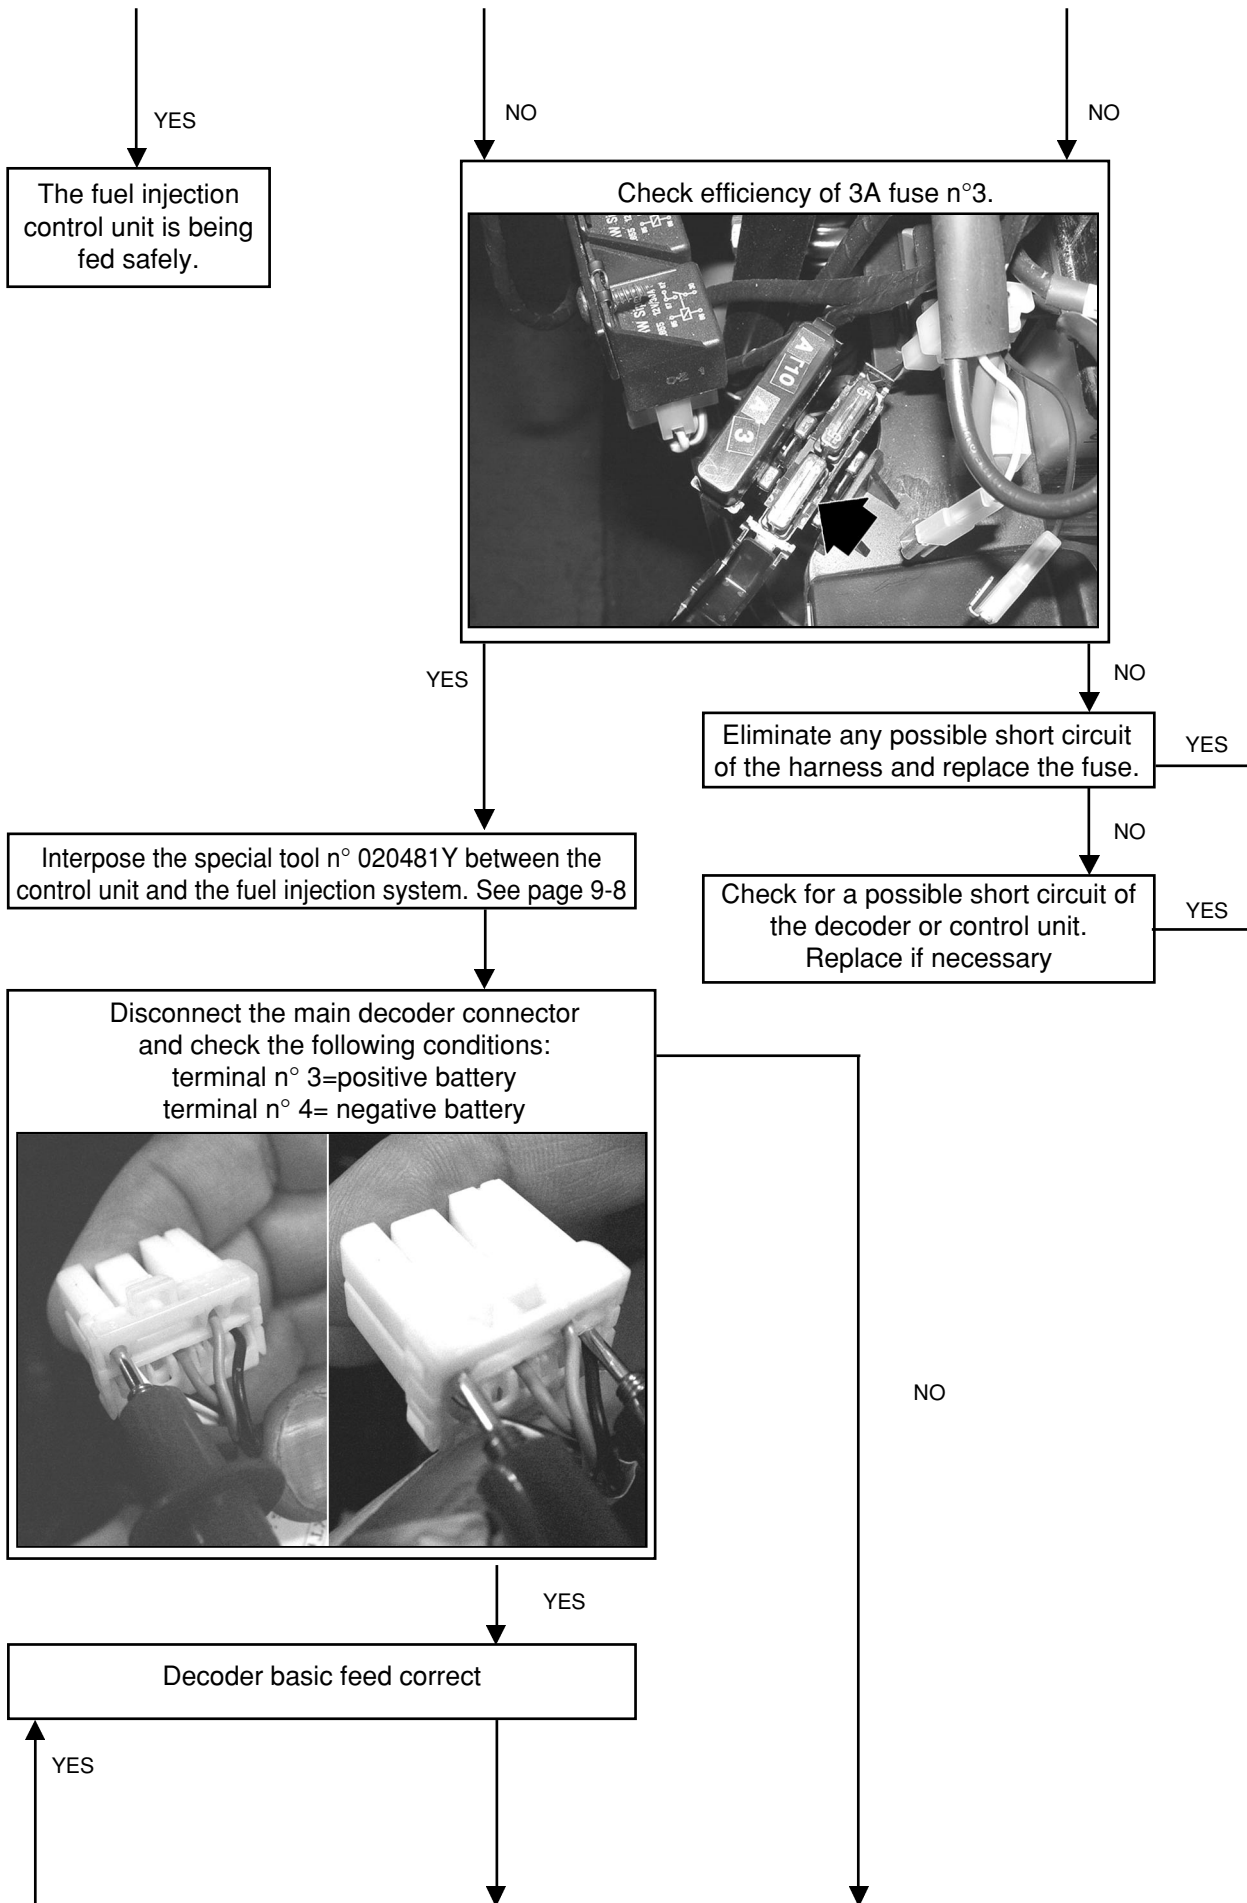 YES
NO
NO
The fuel injection
control unit is being
fed safely.
Check efficiency of 3A fuse n°3.
A 10
A 3
YES
NO
Eliminate any possible short circuit
of the harness and replace the fuse.
YES
NO
Interpose the special tool n° 020481Y between the
control unit and the fuel injection system. See page 9-8
Check for a possible short circuit of
the decoder or control unit.
Replace if necessary
YES
Disconnect the main decoder connector
and check the following conditions:
terminal n° 3=positive battery
terminal n° 4= negative battery
NO
YES
Decoder basic feed correct
YES